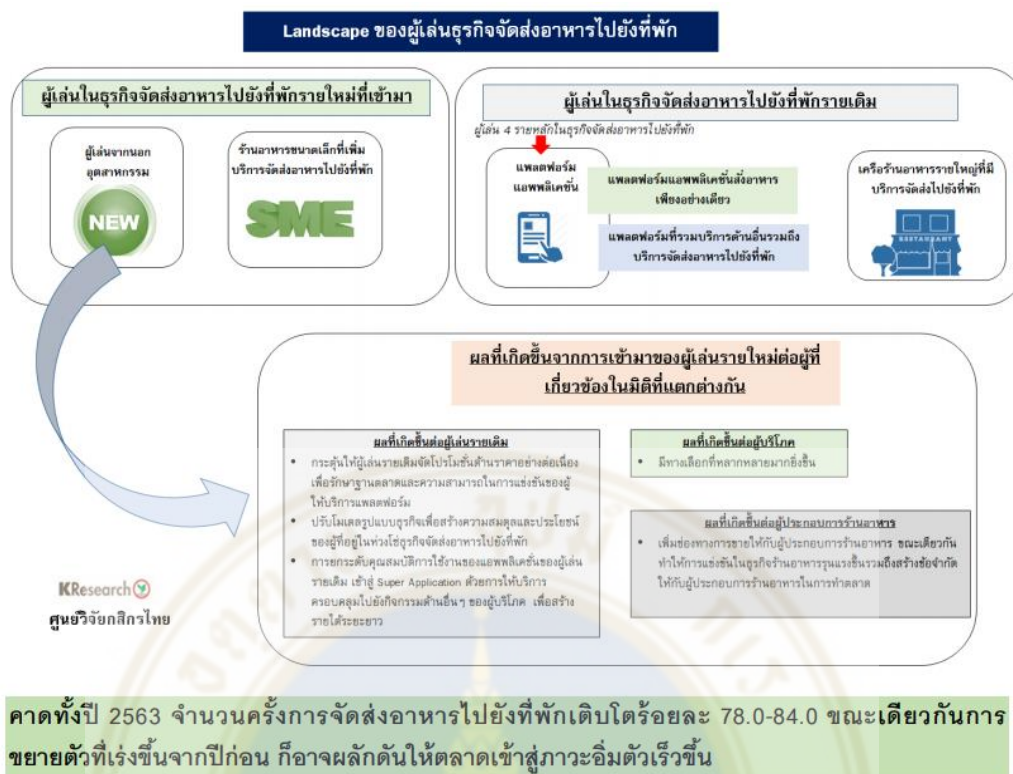 Landscape ของผู้เล่นธุรกิจจัดส่งอาหารไปยังที่พัก
ผู้เล่นในธุรกิจจัดส่งอาหารไปยังที่พักรายใหม่ที่เข้ามา
ผู้เล่นจากนอก
อุตสาหกรรม
NEW
ร้านอาหารขนาดเล็กที่เพิ่ม
บริการจัดส่งอาหารไปยังที่พัก
SME
ผู้เล่นในธุรกิจจัดส่งอาหารไปยังที่พักรายเดิม
ผู้เล่น 4 รายหลักในธุรกิจจัดส่งอาหารไปยังที่พัก
แพลตฟอร์ม
แอพพลิเคชั่น
แพลตฟอร์มแอพพลิเคชั่นสั่งอาหาร
เพียงอย่างเดียว
แพลตฟอร์มที่รวมบริการด้านอื่นรวมถึง
บริการจัดส่งอาหารไปยังที่พัก
เครือร้านอาหารรายใหญ่ที่มี
บริการจัดส่งไปยังที่พัก
RESTAURANT
ผลที่เกิดขึ้นจากการเข้ามาของผู้เล่นรายใหม่ต่อผู้ที่
เกี่ยวข้องในมิติที่แตกต่างกัน
ผลที่เกิดขึ้นต่อผู้เล่นรายเดิม
• กระตุ้นให้ผู้เล่นรายเดิมจัดโปรโมชั่นด้านราคาอย่างต่อเนื่อง
เพื่อรักษาฐานตลาดและความสามารถในการแข่งขันของผู้
ให้บริการแพลตฟอร์ม
• ปรับโมเดลรูปแบบธุรกิจเพื่อสร้างความสมดุลและประโยชน์
ของผู้ที่อยู่ในห่วงโซ่ธุรกิจจัดส่งอาหารไปยังที่พัก
• การยกระดับคุณสมบัติการใช้งานของแอพพลิเคชั่นของผู้เล่น
รายเดิม เข้าสู่ Super Application ด้วยการให้บริการ
ครอบคลุมไปยังกิจกรรมด้านอื่นๆ ของผู้บริโภค เพื่อสร้าง
รายได้ระยะยาว
ผลที่เกิดขึ้นต่อผู้บริโภค
• มีทางเลือกที่หลากหลายมากยิ่งขึ้น
ผลที่เกิดขึ้นต่อผู้ประกอบการร้านอาหาร
• เพิ่มช่องทางการขายให้กับผู้ประกอบการร้านอาหาร ขณะเดียวกัน
ทำให้การแข่งขันในธุรกิจร้านอาหารรุนแรงขึ้นรวมถึงสร้างข้อจำกัด
ให้กับผู้ประกอบการร้านอาหารในการทำตลาด
KResearch
ศูนย์วิจัยกสิกรไทย
คาดทั้งปี 2563 จำนวนครั้งการจัดส่งอาหารไปยังที่พักเติบโตร้อยละ 78.0-84.0 ขณะเดียวกันการ
ขยายตัวที่เร่งขึ้นจากปีก่อน ก็อาจผลักดันให้ตลาดเข้าสู่ภาวะอิ่มตัวเร็วขึ้น